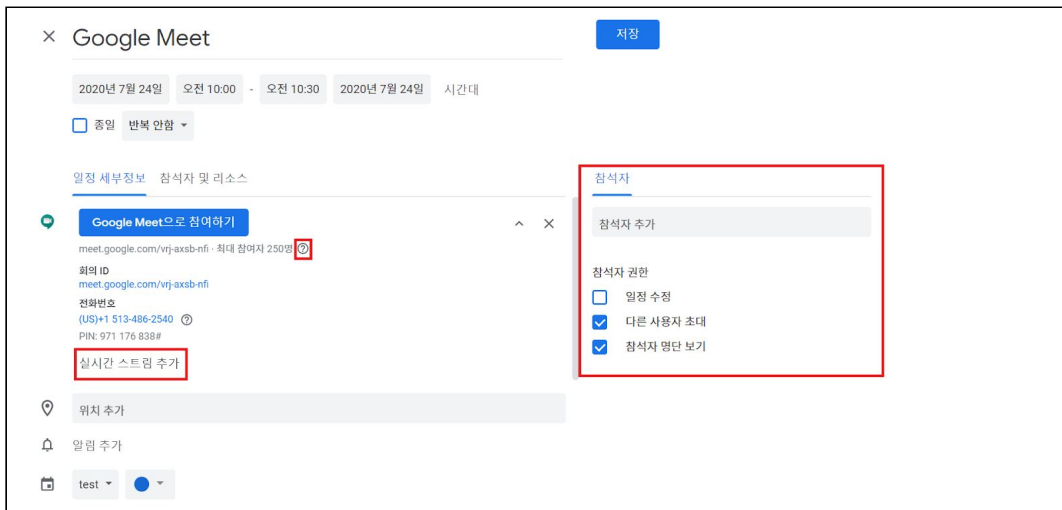 Google Meet
저장
2020년 7월 24일 오전 10:00 - 오전 10:30 2020년 7월 24일 시간대
종일 반복 안함
일정 세부정보 참석자 및 리소스
Google Meet으로 참여하기
meet.google.com/vrj-axsb-nfi · 최대 참여자 250명
회의 ID
meet.google.com/vrj-axsb-nfi
전화번호
(US)+1 513-486-2540
PIN: 971 176 838#
실시간 스트림 추가
위치 추가
알림 추가
test
참석자
참석자 추가
참석자 권한
일정 수정
다른 사용자 초대
참석자 명단 보기